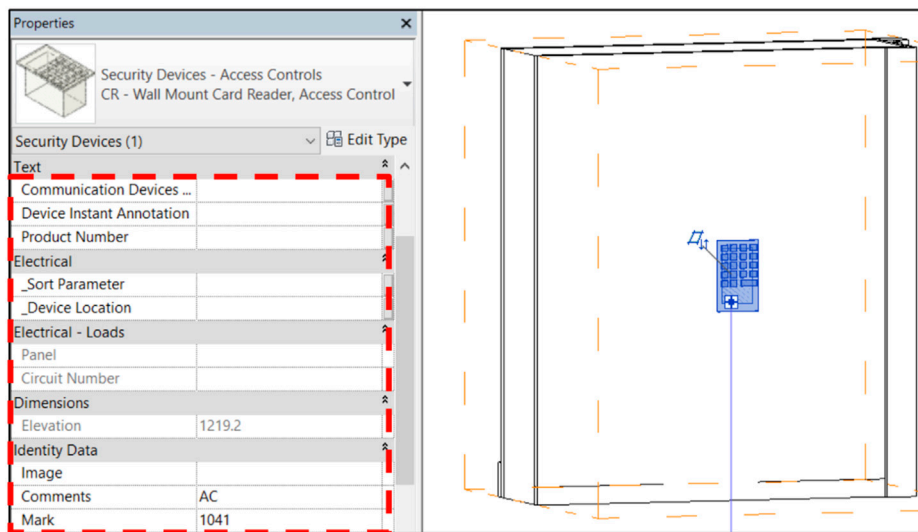 Properties
Security Devices - Access Controls
CR - Wall Mount Card Reader, Access Control
Security Devices (1)
Edit Type
Text
Communication Devices ...
Device Instant Annotation
Product Number
Electrical
_Sort Parameter
_Device Location
Electrical - Loads
Panel
Circuit Number
Dimensions
Elevation 1219.2
Identity Data
Image
Comments AC
Mark 1041